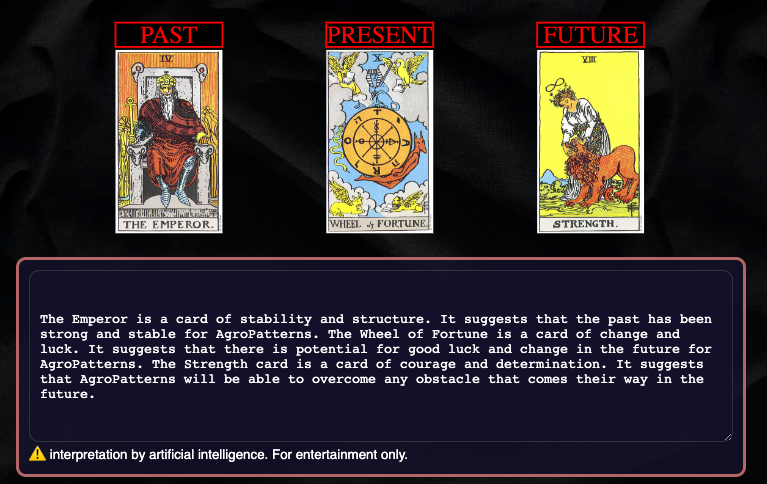 PAST PRESENT FUTURE
IV X VIII
THE EMPEROR. WHEEL of FORTUNE. STRENGTH.
The Emperor is a card of stability and structure. It suggests that the past has been
strong and stable for AgroPatterns. The Wheel of Fortune is a card of change and
luck. It suggests that there is potential for good luck and change in the future for
AgroPatterns. The Strength card is a card of courage and determination. It suggests
that AgroPatterns will be able to overcome any obstacle that comes their way in the
future.
⚠️ interpretation by artificial intelligence. For entertainment only.